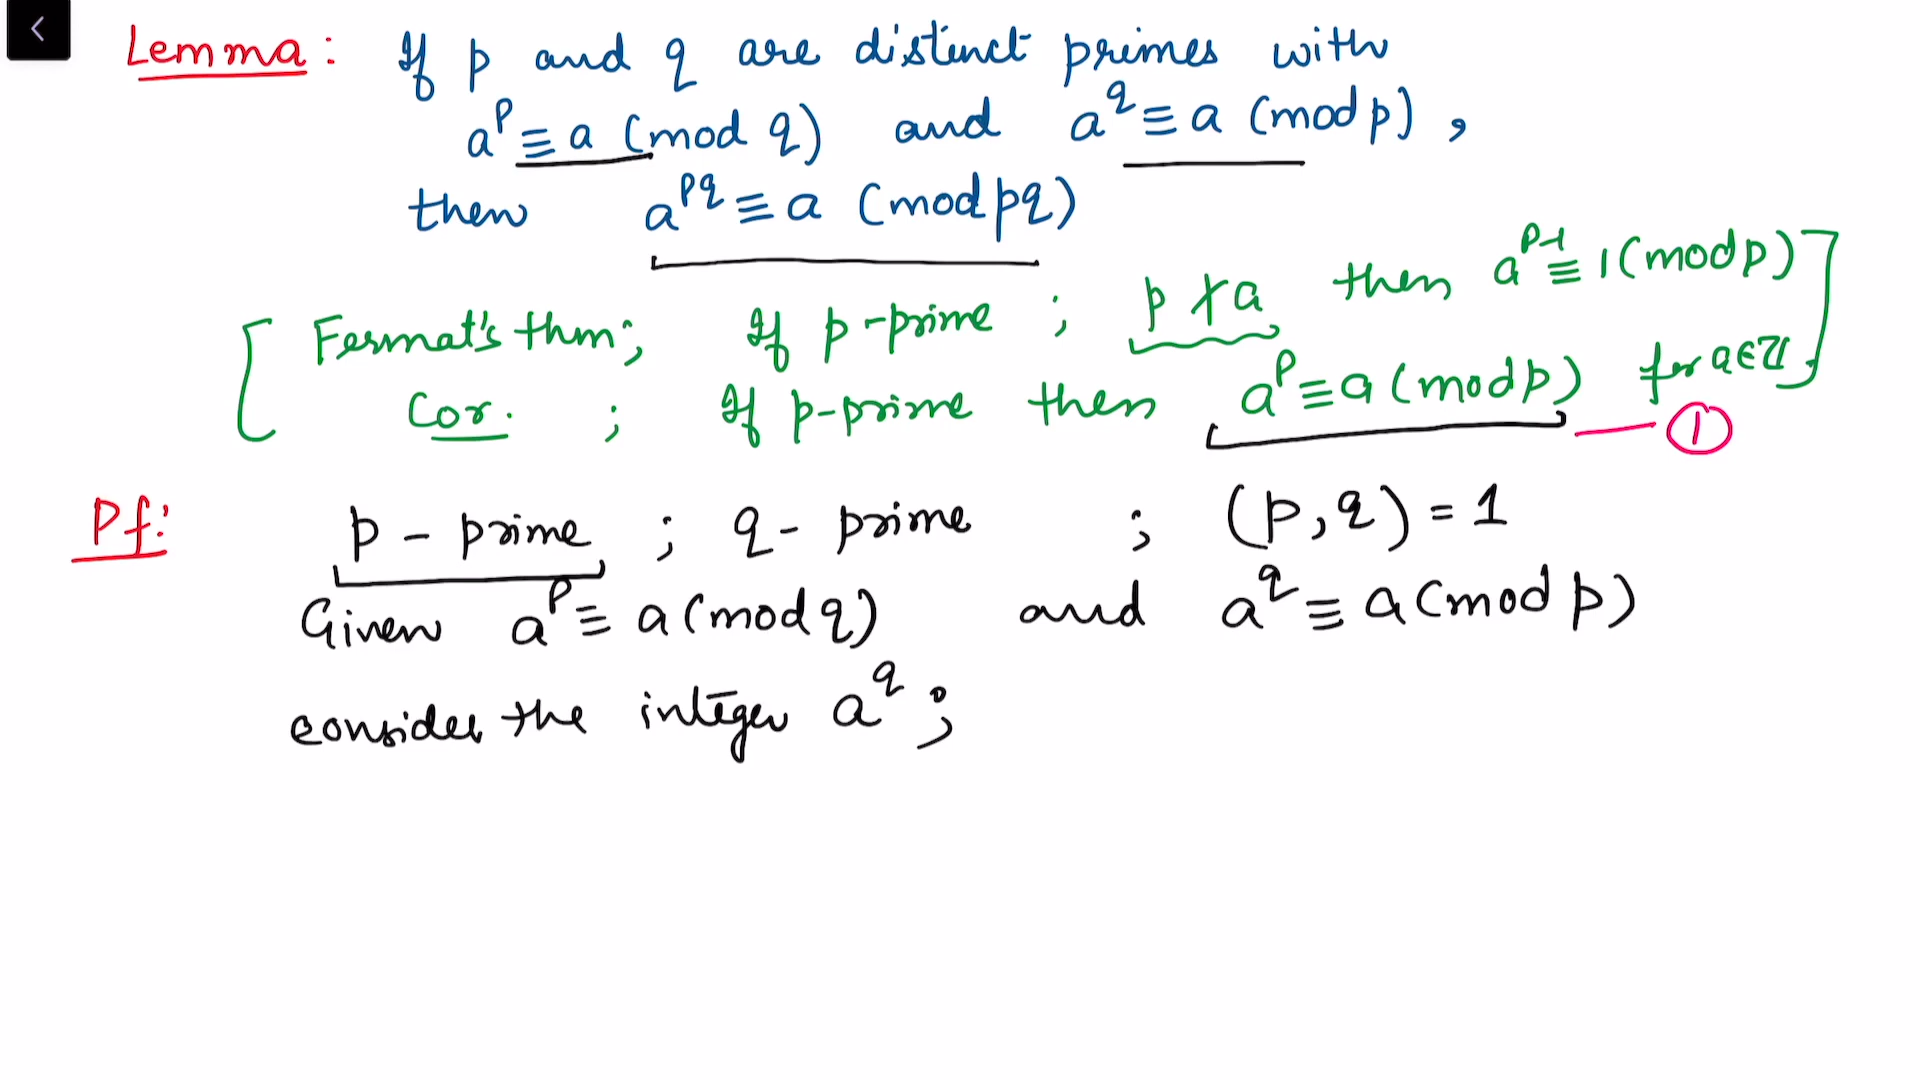 Lemma: If p and q are distinct primes with
a^p ≡ a (mod q) and a^q ≡ a (mod p),
then a^pq ≡ a (mod pq)
[ Fermat's thm; If p-prime ; p ∤ a then a^p-1 ≡ 1 (mod p)
Cor. ; If p-prime then a^p ≡ a (mod p) for a ∈ ℤ ] — ①
Pf: p - prime ; q - prime ; (p, q) = 1
Given a^p ≡ a (mod q) and a^q ≡ a (mod p)
consider the integer a^q ;